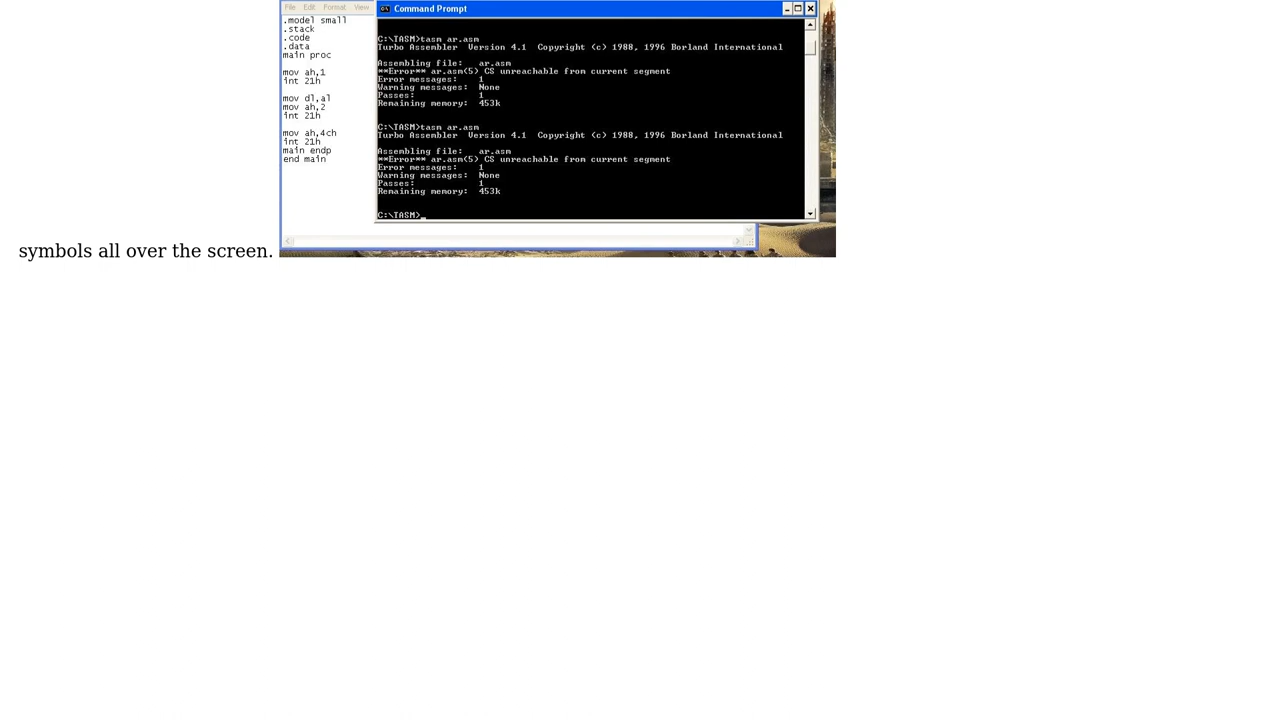 File Edit Format View
.model small
.stack
.code
.data
main proc
mov ah,1
int 21h
mov dl,al
mov ah,2
int 21h
mov ah,4ch
int 21h
main endp
end main
Command Prompt
C:\TASM>tasm ar.asm
Turbo Assembler Version 4.1 Copyright (c) 1988, 1996 Borland International
Assembling file: ar.asm
**Error** ar.asm(5) CS unreachable from current segment
Error messages: 1
Warning messages: None
Passes: 1
Remaining memory: 453k
C:\TASM>tasm ar.asm
Turbo Assembler Version 4.1 Copyright (c) 1988, 1996 Borland International
Assembling file: ar.asm
**Error** ar.asm(5) CS unreachable from current segment
Error messages: 1
Warning messages: None
Passes: 1
Remaining memory: 453k
C:\TASM>_
symbols all over the screen.